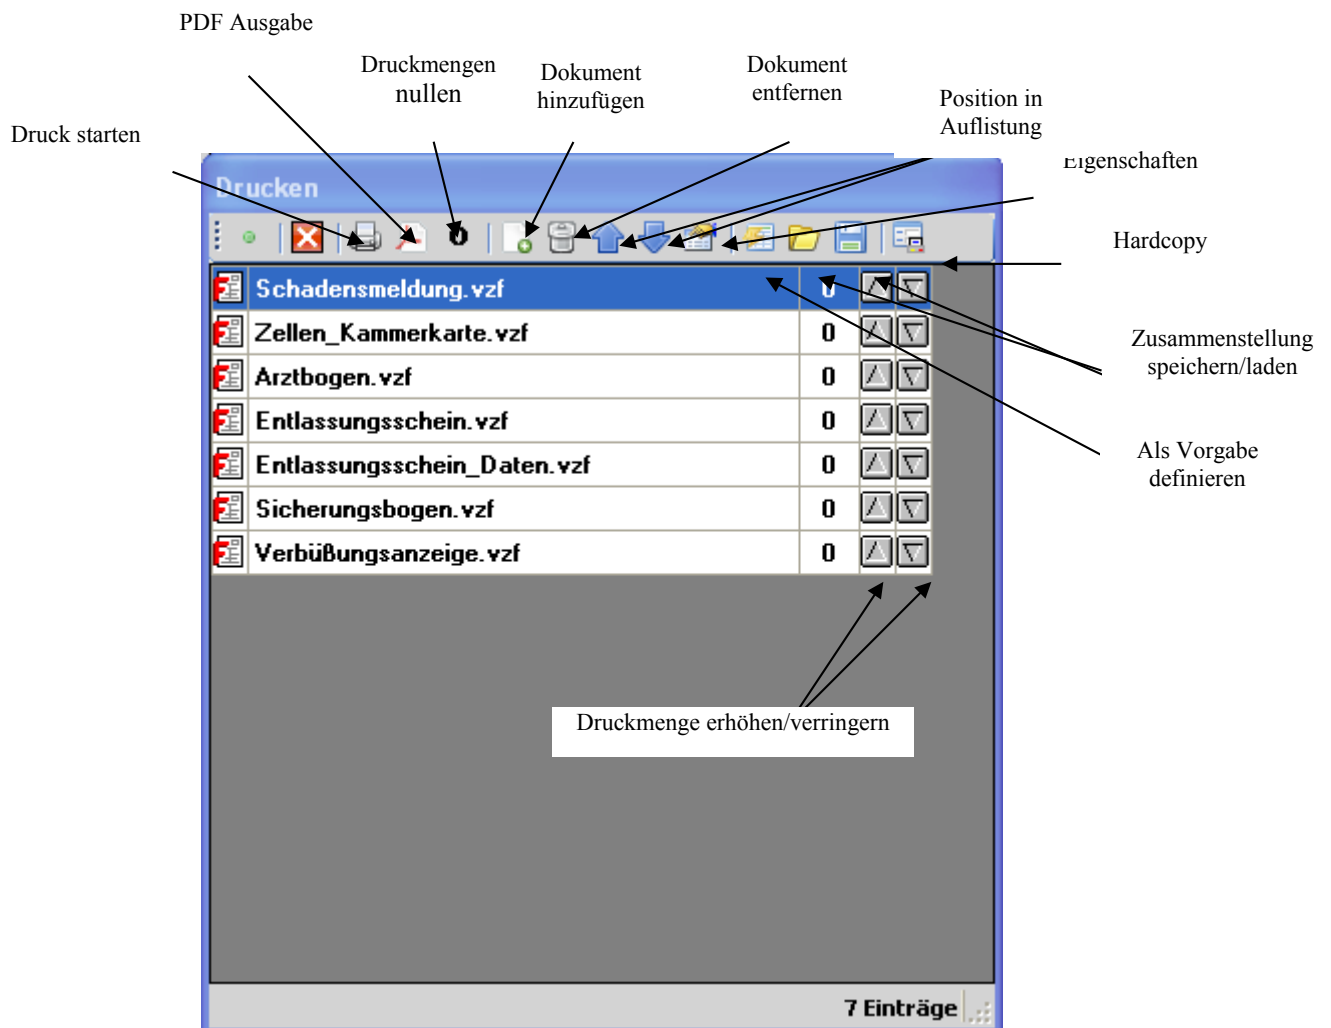 PDF Ausgabe
Druckmengen
nullen
Dokument
hinzufügen
Dokument
entfernen
Position in
Auflistung
Druck starten
Eigenschaften
Drucken
0
Hardcopy
Schadensmeldung.vzf 0
Zellen_Kammerkarte.vzf 0
Arztbogen.vzf 0
Entlassungsschein.vzf 0
Entlassungsschein_Daten.vzf 0
Sicherungsbogen.vzf 0
Verbüßungsanzeige.vzf 0
Zusammenstellung
speichern/laden
Als Vorgabe
definieren
Druckmenge erhöhen/verringern
7 Einträge